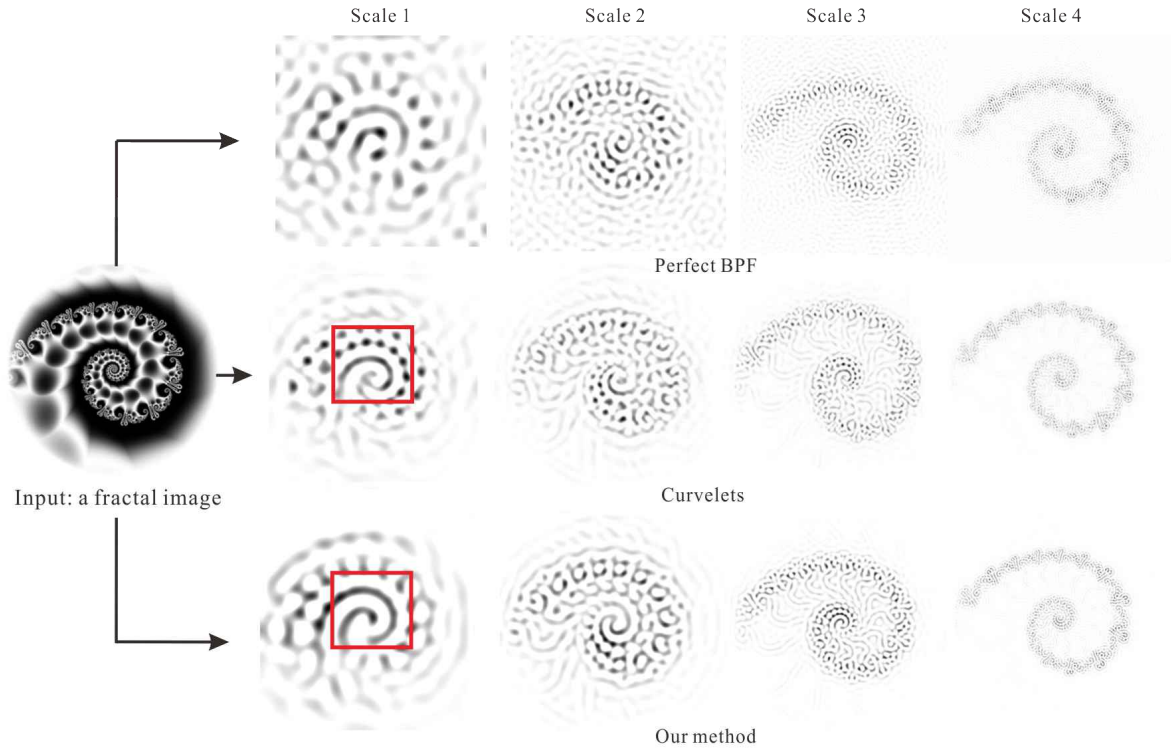 Scale 1
Scale 2
Scale 3
Scale 4
Perfect BPF
Input: a fractal image
Curvelets
Our method